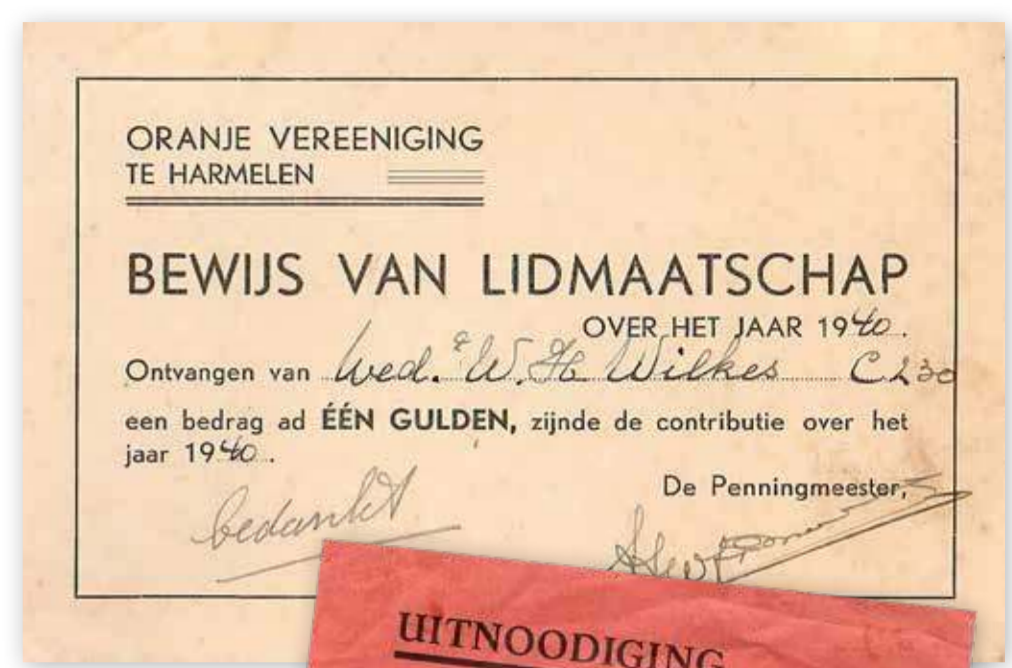 ORANJE VEREENIGING
TE HARMELEN
BEWIJS VAN LIDMAATSCHAP
OVER HET JAAR 1940.
Ontvangen van Wed. W. H. Wilkes C 230
een bedrag ad ÉÉN GULDEN, zijnde de contributie over het
jaar 1940.
De Penningmeester,
bedankt
UITNOODIGING